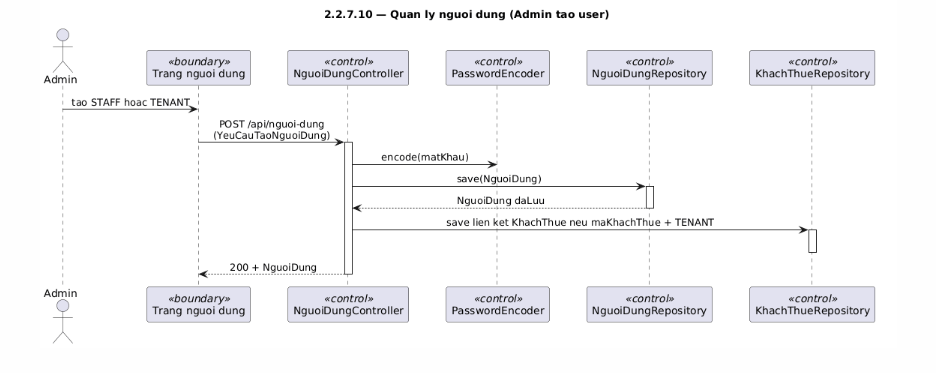 2.2.7.10 — Quan ly nguoi dung (Admin tao user)
Admin
«boundary»
Trang nguoi dung
«control»
NguoiDungController
«control»
PasswordEncoder
«control»
NguoiDungRepository
«control»
KhachThueRepository
tao STAFF hoac TENANT
POST /api/nguoi-dung
(YeuCauTaoNguoiDung)
encode(matKhau)
save(NguoiDung)
NguoiDung daLuu
save lien ket KhachThue neu maKhachThue + TENANT
200 + NguoiDung
Admin
«boundary»
Trang nguoi dung
«control»
NguoiDungController
«control»
PasswordEncoder
«control»
NguoiDungRepository
«control»
KhachThueRepository